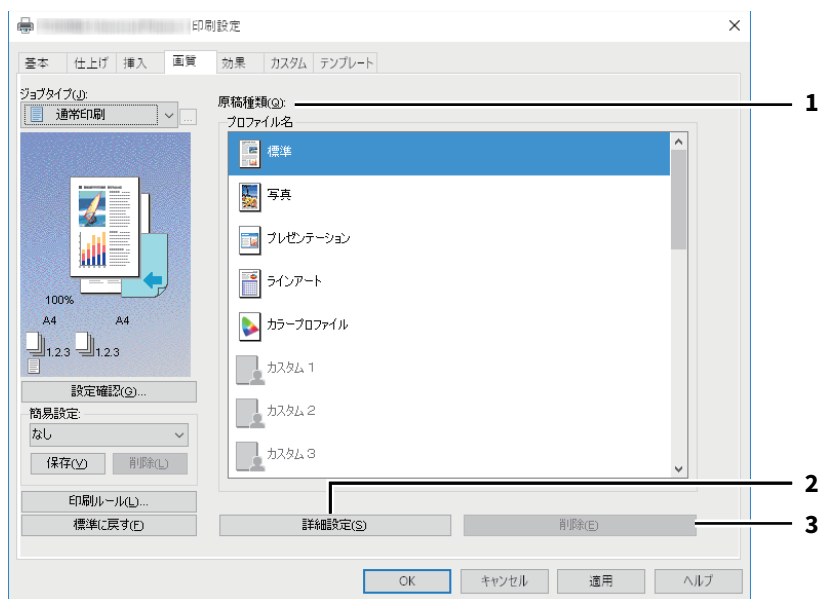 印刷設定
基本 仕上げ 挿入 画質 効果 カスタム テンプレート
ジョブタイプ(J):
通常印刷
...
100%
A4 A4
1.2.3 1.2.3
設定確認(G)...
簡易設定:
なし
保存(V) 削除(L)
印刷ルール(L)...
標準に戻す(F)
原稿種類(Q):
プロファイル名
標準
写真
プレゼンテーション
ラインアート
カラープロファイル
カスタム 1
カスタム 2
カスタム 3
詳細設定(S) 削除(E)
OK キャンセル 適用 ヘルプ
1
2
3